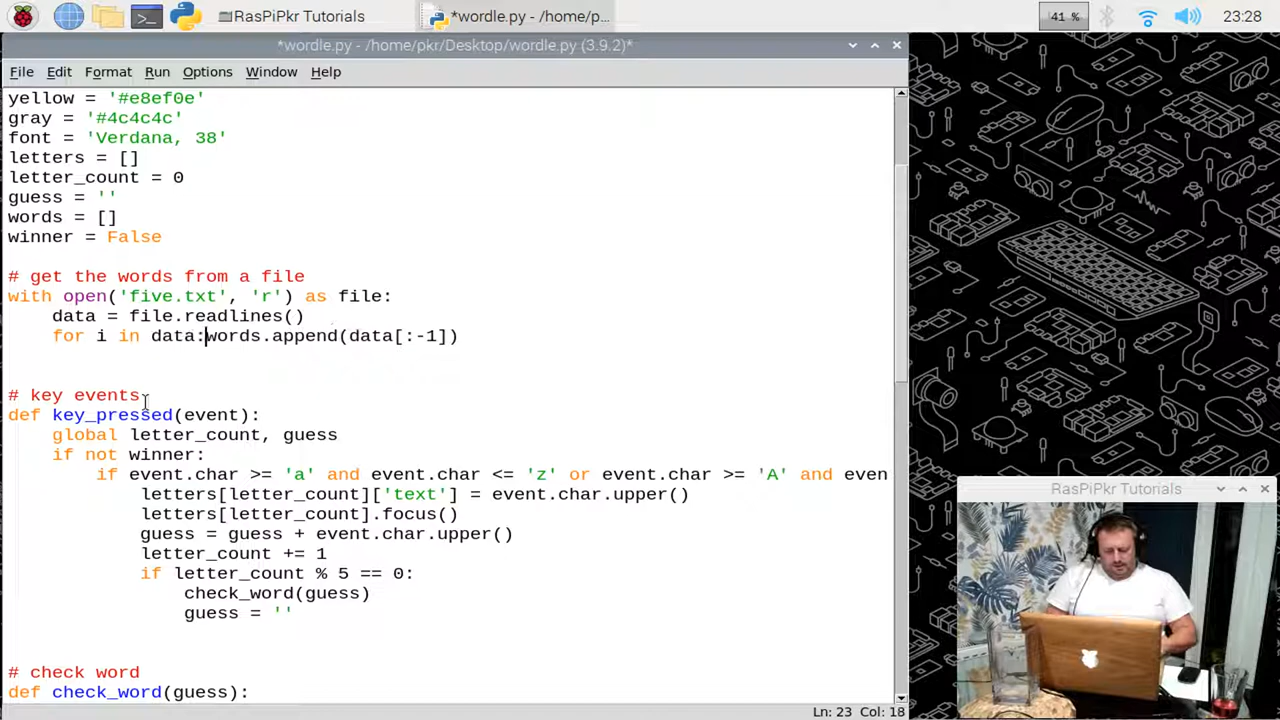 RasPiPkr Tutorials
*wordle.py - /home/p...
41 %
23:28
*wordle.py - /home/pkr/Desktop/wordle.py (3.9.2)*
File Edit Format Run Options Window Help
yellow = '#e8ef0e'
gray = '#4c4c4c'
font = 'Verdana, 38'
letters = []
letter_count = 0
guess = ''
words = []
winner = False
# get the words from a file
with open('five.txt', 'r') as file:
    data = file.readlines()
    for i in data:words.append(data[:-1])
# key events
def key_pressed(event):
    global letter_count, guess
    if not winner:
        if event.char >= 'a' and event.char <= 'z' or event.char >= 'A' and even
            letters[letter_count]['text'] = event.char.upper()
            letters[letter_count].focus()
            guess = guess + event.char.upper()
            letter_count += 1
            if letter_count % 5 == 0:
                check_word(guess)
                guess = ''
# check word
def check_word(guess):
Ln: 23 Col: 18
RasPiPkr Tutorials